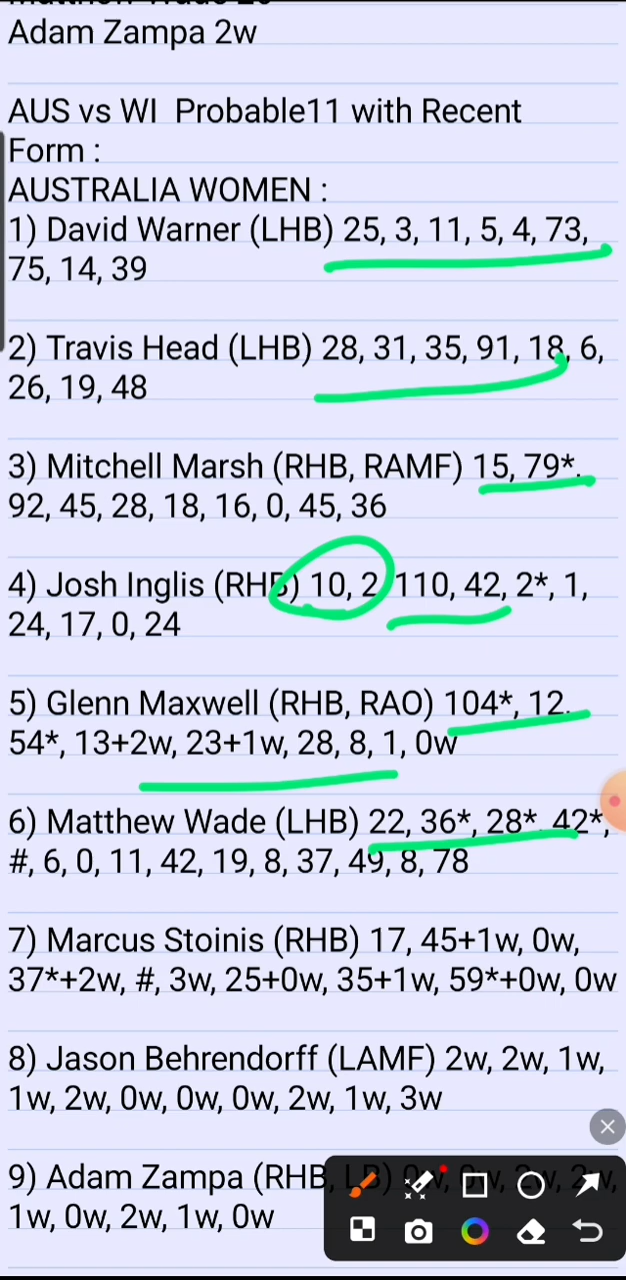 Adam Zampa 2w
AUS vs WI  Probable11 with Recent
Form :
AUSTRALIA WOMEN :
1) David Warner (LHB) 25, 3, 11, 5, 4, 73,
75, 14, 39
2) Travis Head (LHB) 28, 31, 35, 91, 18, 6,
26, 19, 48
3) Mitchell Marsh (RHB, RAMF) 15, 79*.
92, 45, 28, 18, 16, 0, 45, 36
4) Josh Inglis (RHB) 10, 2, 110, 42, 2*, 1,
24, 17, 0, 24
5) Glenn Maxwell (RHB, RAO) 104*, 12.
54*, 13+2w, 23+1w, 28, 8, 1, 0w
6) Matthew Wade (LHB) 22, 36*, 28*, 42*,
#, 6, 0, 11, 42, 19, 8, 37, 49, 8, 78
7) Marcus Stoinis (RHB) 17, 45+1w, 0w,
37*+2w, #, 3w, 25+0w, 35+1w, 59*+0w, 0w
8) Jason Behrendorff (LAMF) 2w, 2w, 1w,
1w, 2w, 0w, 0w, 0w, 2w, 1w, 3w
9) Adam Zampa (RHB, LB) 0w, 0w, 2w, 2w,
1w, 0w, 2w, 1w, 0w